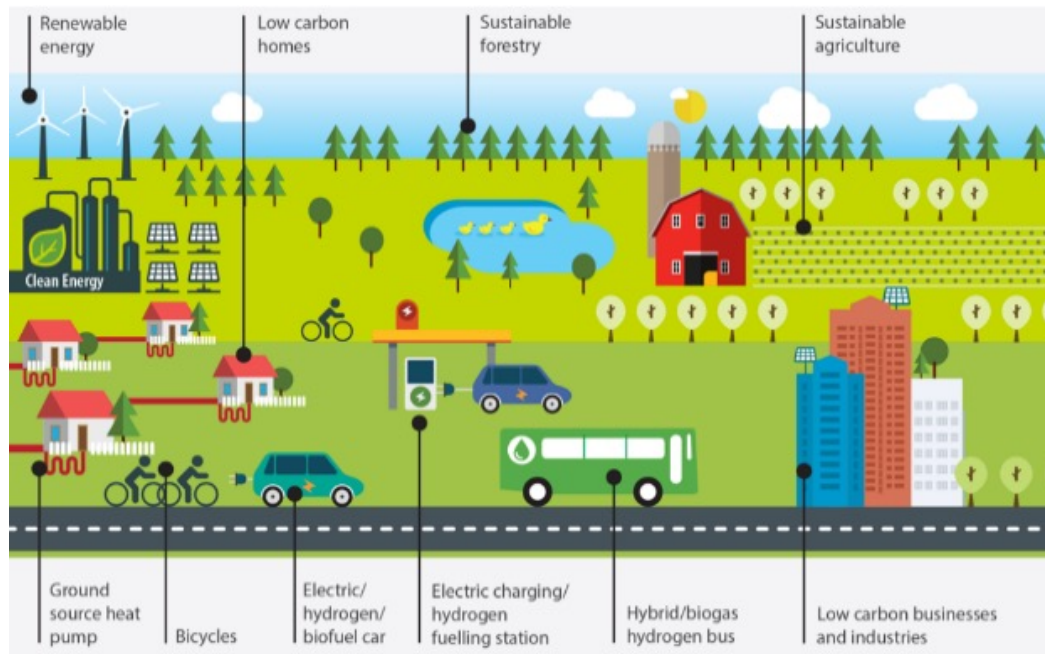 Renewable
energy
Low carbon
homes
Sustainable
forestry
Sustainable
agriculture
Clean Energy
Ground
source heat
pump
Bicycles
Electric/
hydrogen/
biofuel car
Electric charging/
hydrogen
fuelling station
Hybrid/biogas
hydrogen bus
Low carbon businesses
and industries